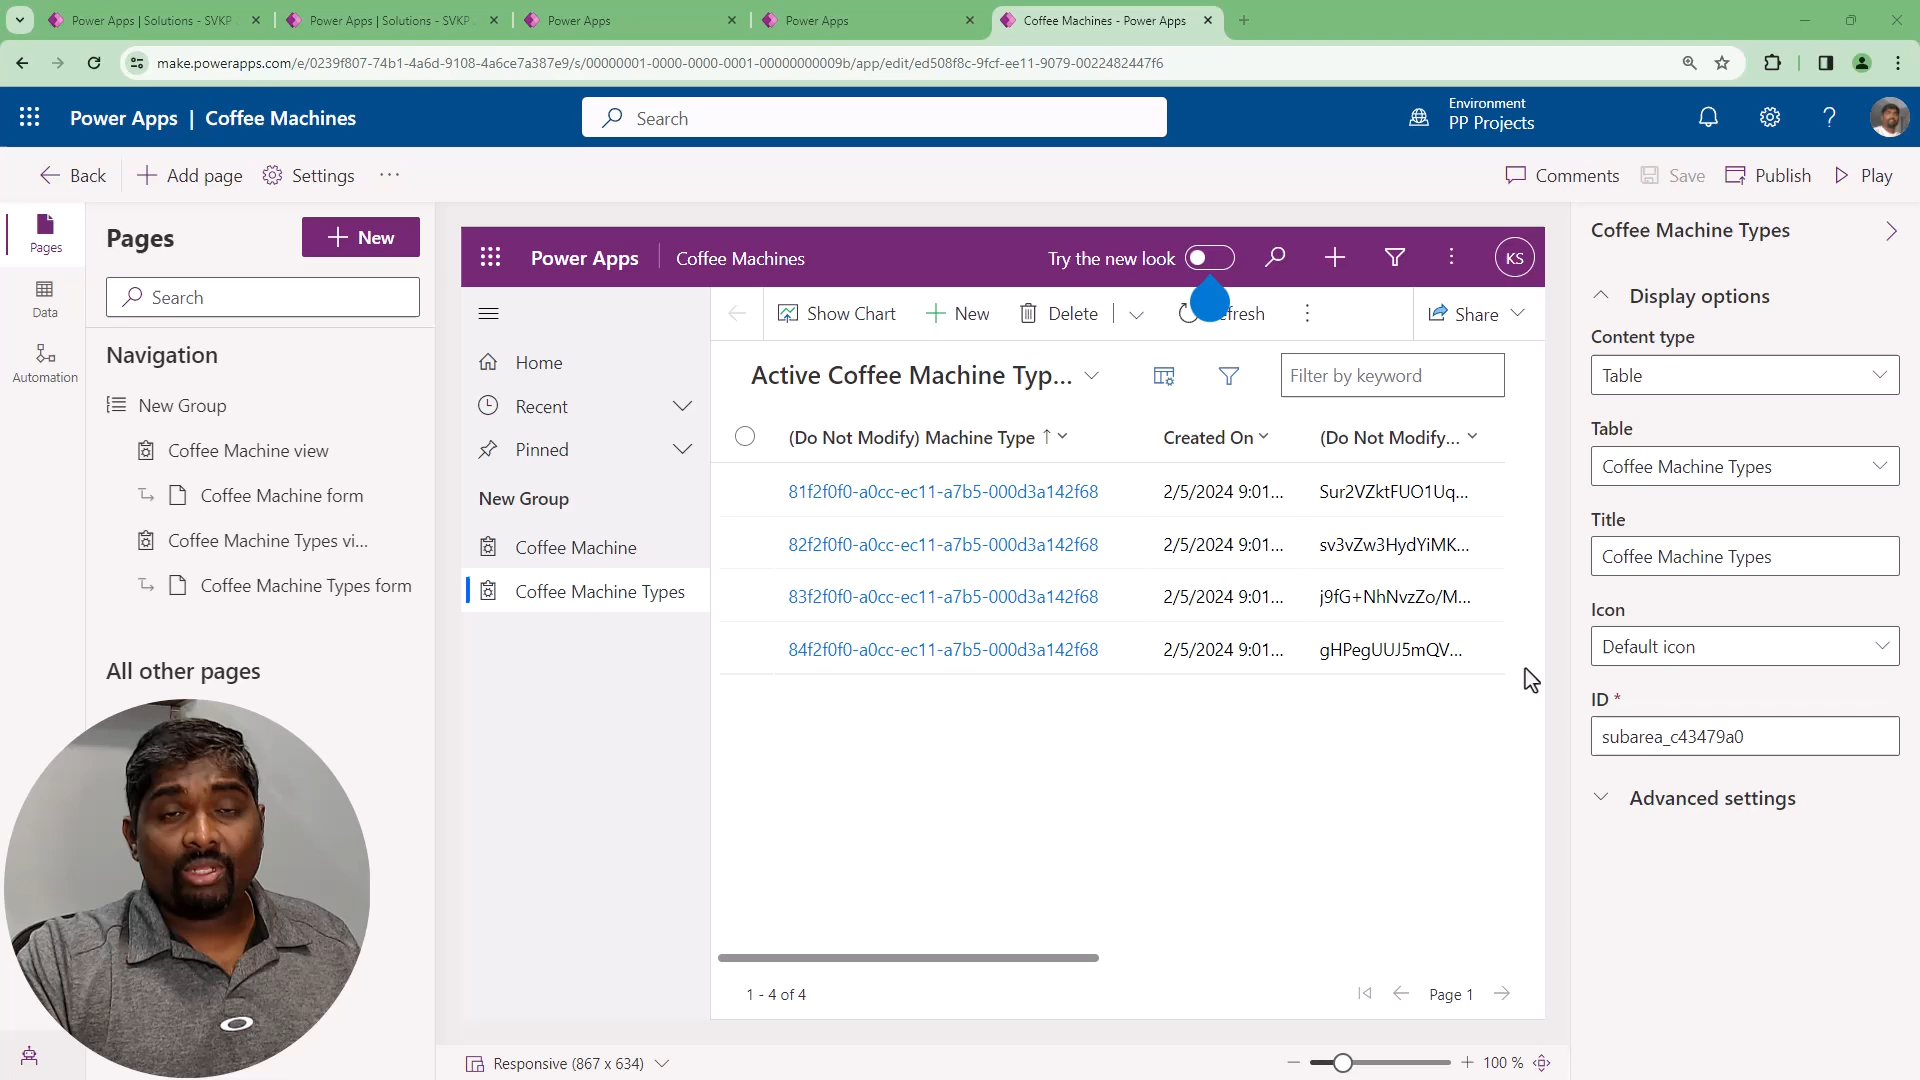 Power Apps | Solutions - SVKP
Power Apps | Solutions - SVKP
Power Apps
Power Apps
Coffee Machines - Power Apps
make.powerapps.com/e/0239f807-74b1-4a6d-9108-4a6ce7a387e9/s/00000001-0000-0000-0001-00000000009b/app/edit/ed508f8c-9fcf-ee11-9079-0022482447f6
Power Apps | Coffee Machines
Search
Environment
PP Projects
Back
Add page
Settings
Comments
Save
Publish
Play
Pages
Data
Automation
Pages
New
Search
Navigation
New Group
Coffee Machine view
Coffee Machine form
Coffee Machine Types vi...
Coffee Machine Types form
All other pages
Power Apps
Coffee Machines
Try the new look
KS
Home
Recent
Pinned
New Group
Coffee Machine
Coffee Machine Types
Show Chart
New
Delete
Share
Active Coffee Machine Typ...
Filter by keyword
(Do Not Modify) Machine Type ↑ Created On (Do Not Modify...
81f2f0f0-a0cc-ec11-a7b5-000d3a142f68 2/5/2024 9:01... Sur2VZktFUO1Uq...
82f2f0f0-a0cc-ec11-a7b5-000d3a142f68 2/5/2024 9:01... sv3vZw3HydYiMK...
83f2f0f0-a0cc-ec11-a7b5-000d3a142f68 2/5/2024 9:01... j9fG+NhNvzZo/M...
84f2f0f0-a0cc-ec11-a7b5-000d3a142f68 2/5/2024 9:01... gHPegUUJ5mQV...
1 - 4 of 4
Page 1
Responsive (867 x 634)
100 %
Coffee Machine Types
Display options
Content type
Table
Table
Coffee Machine Types
Title
Coffee Machine Types
Icon
Default icon
ID *
subarea_c43479a0
Advanced settings